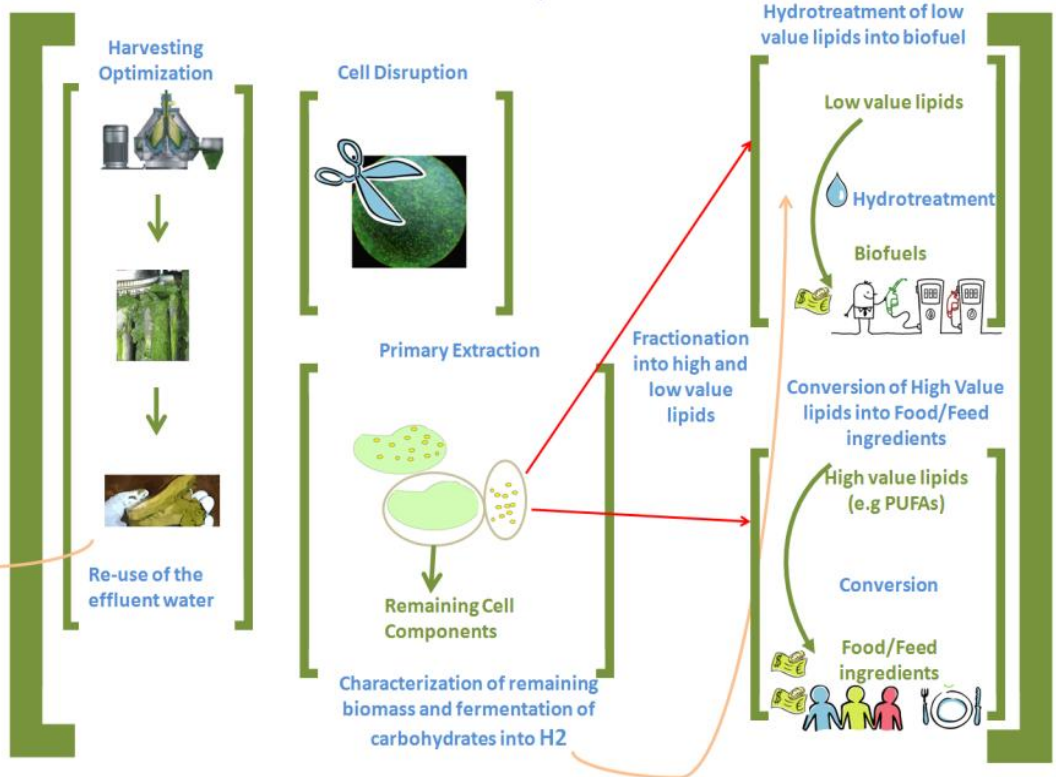 Harvesting
Optimization
Re-use of the
effluent water
Cell Disruption
Primary Extraction
Remaining Cell
Components
Characterization of remaining
biomass and fermentation of
carbohydrates into H2
Fractionation
into high and
low value
lipids
Hydrotreatment of low
value lipids into biofuel
Low value lipids
Hydrotreatment
Biofuels
Conversion of High Value
lipids into Food/Feed
ingredients
High value lipids
(e.g PUFAs)
Conversion
Food/Feed
ingredients